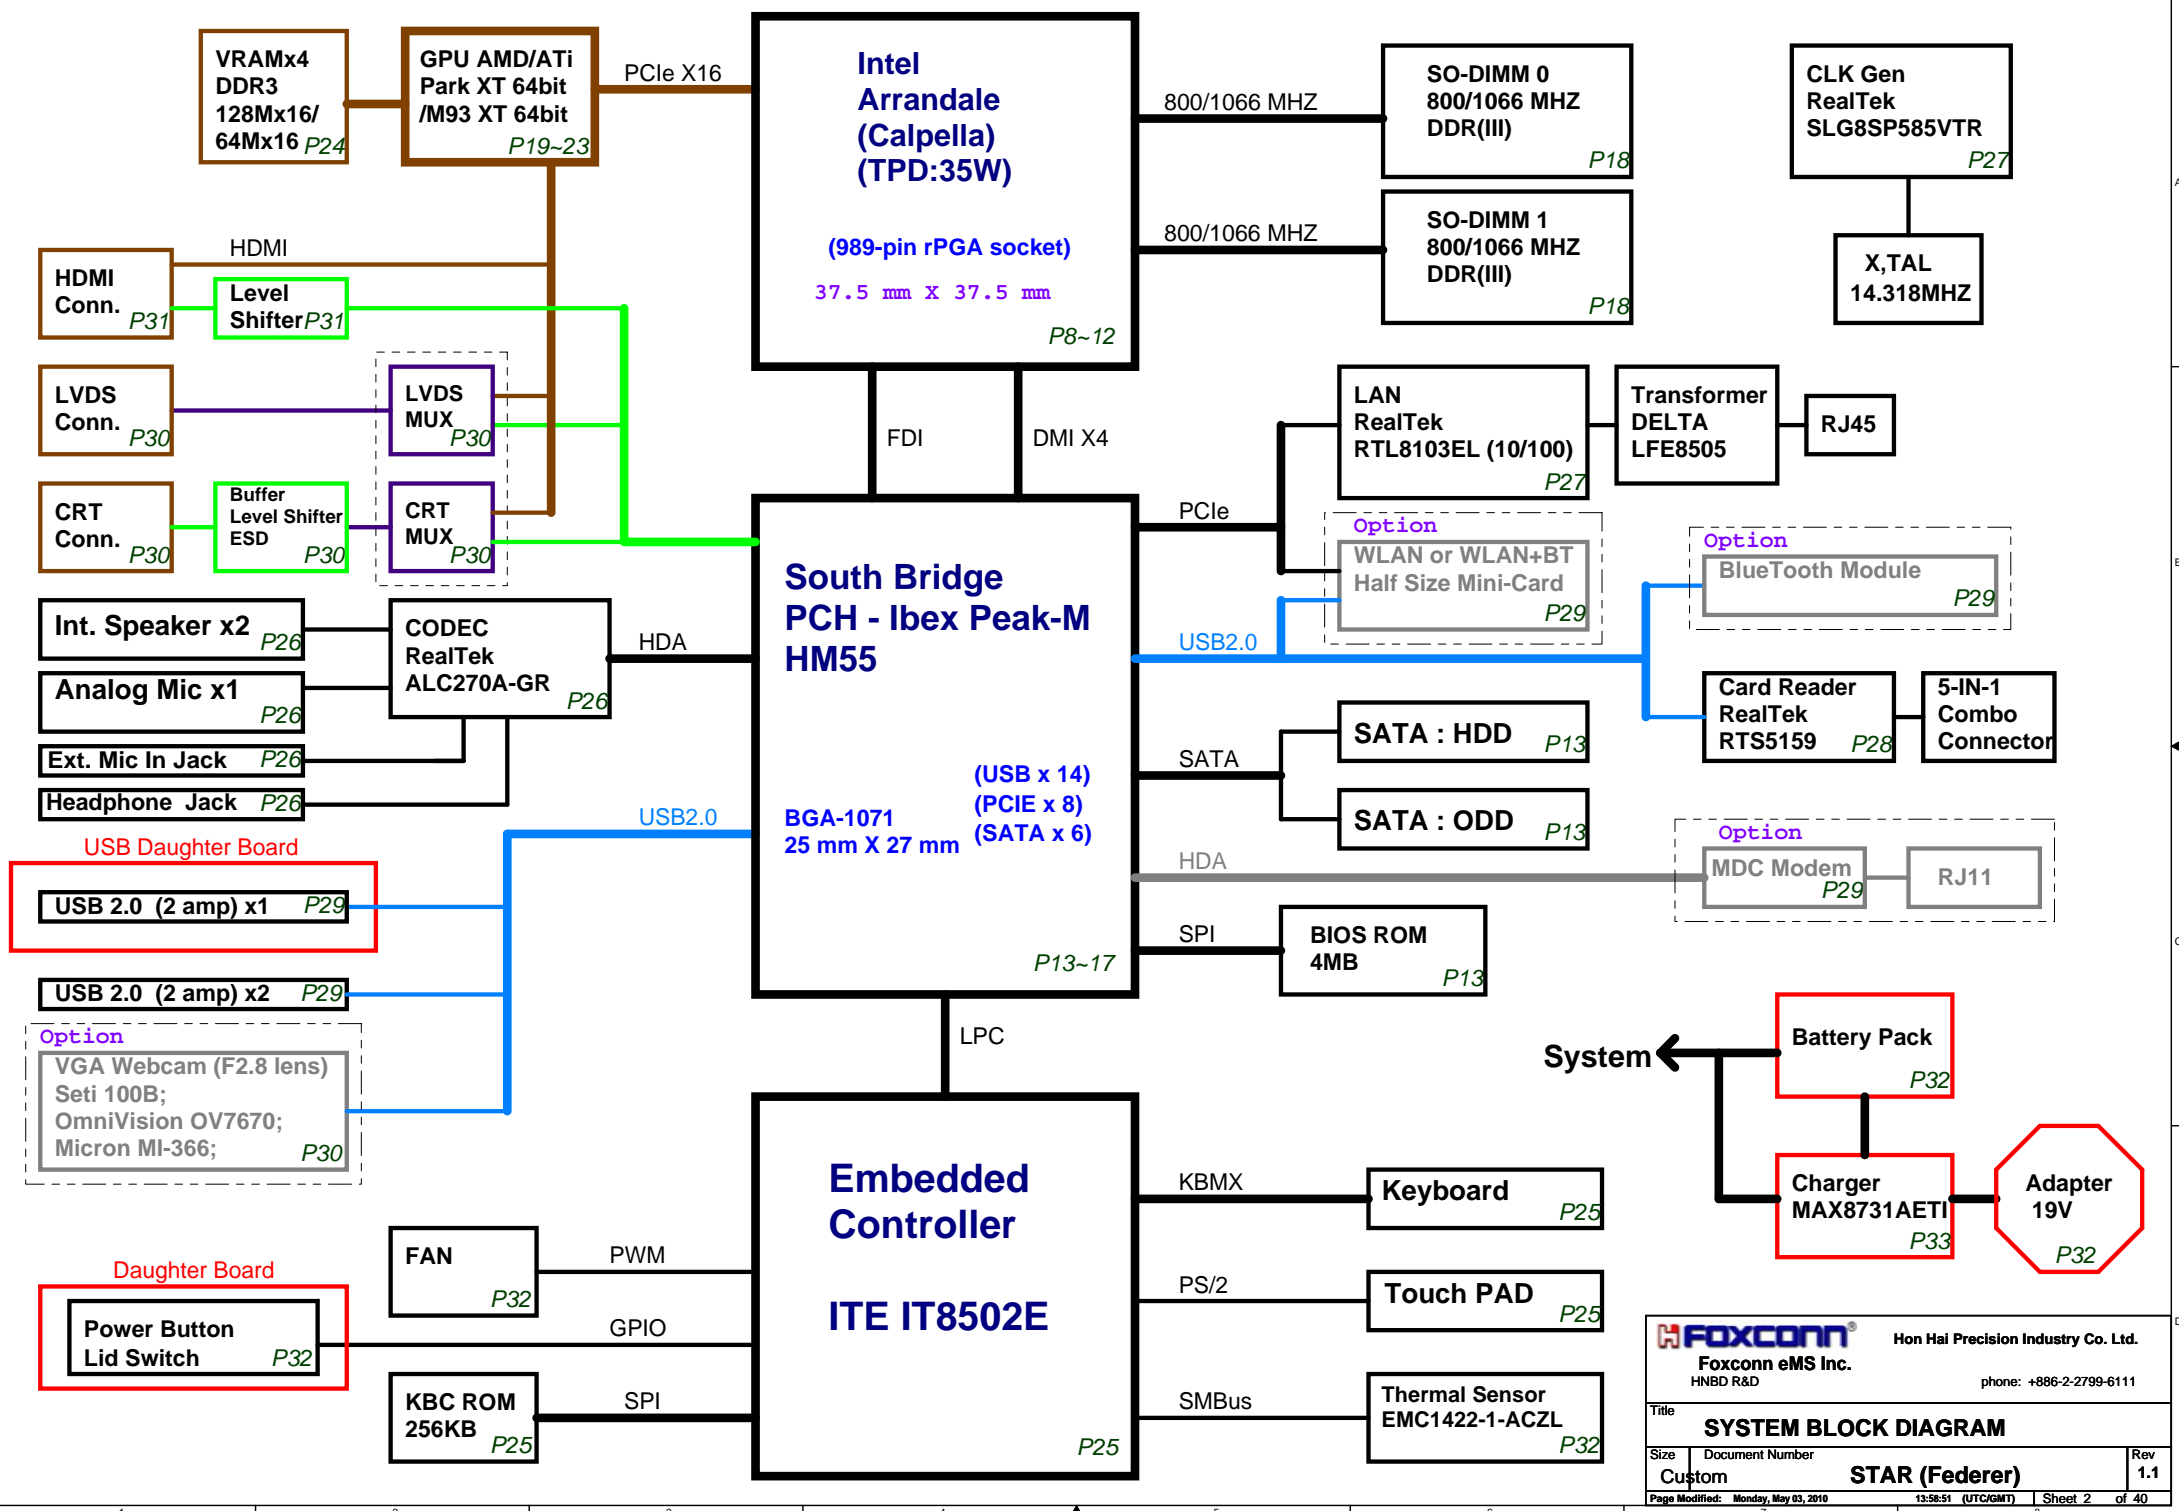 VRAMx4
DDR3
128Mx16/
64Mx16 P24
GPU AMD/ATi
Park XT 64bit
/M93 XT 64bit
P19~23
PCIe X16
Intel
Arrandale
(Calpella)
(TPD:35W)
(989-pin rPGA socket)
37.5 mm X 37.5 mm
P8~12
800/1066 MHZ
SO-DIMM 0
800/1066 MHZ
DDR(III)
P18
800/1066 MHZ
SO-DIMM 1
800/1066 MHZ
DDR(III)
P18
CLK Gen
RealTek
SLG8SP585VTR
P27
X,TAL
14.318MHZ
HDMI
HDMI
Conn.
P31
Level
Shifter P31
LVDS
Conn.
P30
LVDS
MUX
P30
CRT
Conn.
P30
Buffer
Level Shifter
ESD
P30
CRT
MUX
P30
FDI
DMI X4
LAN
RealTek
RTL8103EL (10/100)
P27
Transformer
DELTA
LFE8505
RJ45
PCIe
Option
WLAN or WLAN+BT
Half Size Mini-Card
P29
Option
BlueTooth Module
P29
USB2.0
Card Reader
RealTek
RTS5159 P28
5-IN-1
Combo
Connector
South Bridge
PCH - Ibex Peak-M
HM55
(USB x 14)
(PCIE x 8)
(SATA x 6)
BGA-1071
25 mm X 27 mm
P13~17
Int. Speaker x2 P26
Analog Mic x1
P26
Ext. Mic In Jack P26
Headphone Jack P26
CODEC
RealTek
ALC270A-GR
P26
HDA
SATA
SATA : HDD P13
SATA : ODD P13
HDA
Option
MDC Modem
P29
RJ11
SPI
BIOS ROM
4MB
P13
USB2.0
USB Daughter Board
USB 2.0 (2 amp) x1 P29
USB 2.0 (2 amp) x2 P29
Option
VGA Webcam (F2.8 lens)
Seti 100B;
OmniVision OV7670;
Micron MI-366;
P30
LPC
System
Battery Pack
P32
Charger
MAX8731AETI
P33
Adapter
19V
P32
Embedded
Controller
ITE IT8502E
P25
FAN
P32
PWM
Daughter Board
Power Button
Lid Switch P32
GPIO
KBC ROM
256KB
P25
SPI
KBMX
Keyboard
P25
PS/2
Touch PAD
P25
SMBus
Thermal Sensor
EMC1422-1-ACZL
P32
FOXCONN®
Hon Hai Precision Industry Co. Ltd.
Foxconn eMS Inc.
HNBD R&D
phone: +886-2-2799-6111
Title
SYSTEM BLOCK DIAGRAM
Size
Document Number
Rev
Custom
STAR (Federer)
1.1
Page Modified: Monday, May 03, 2010 13:58:51 (UTC/GMT) Sheet 2 of 40